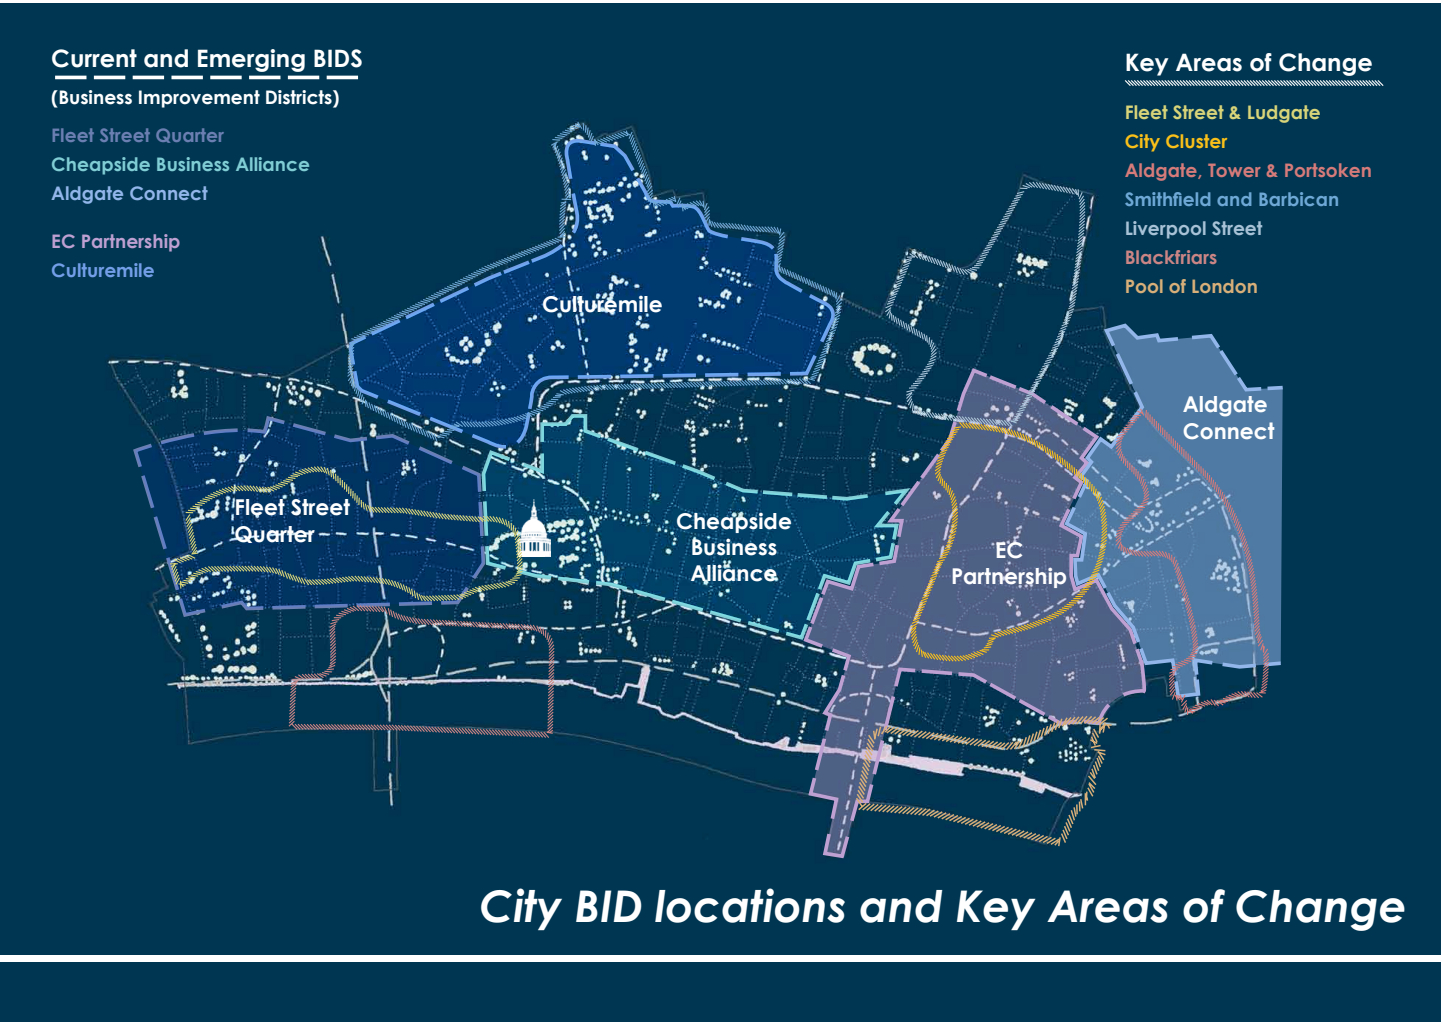 Current and Emerging BIDS
(Business Improvement Districts)
Fleet Street Quarter
Cheapside Business Alliance
Aldgate Connect
EC Partnership
Culturemile
Key Areas of Change
Fleet Street & Ludgate
City Cluster
Aldgate, Tower & Portsoken
Smithfield and Barbican
Liverpool Street
Blackfriars
Pool of London
Culturemile
Aldgate
Connect
Fleet Street
Quarter
Cheapside
Business
Alliance
EC
Partnership
City BID locations and Key Areas of Change